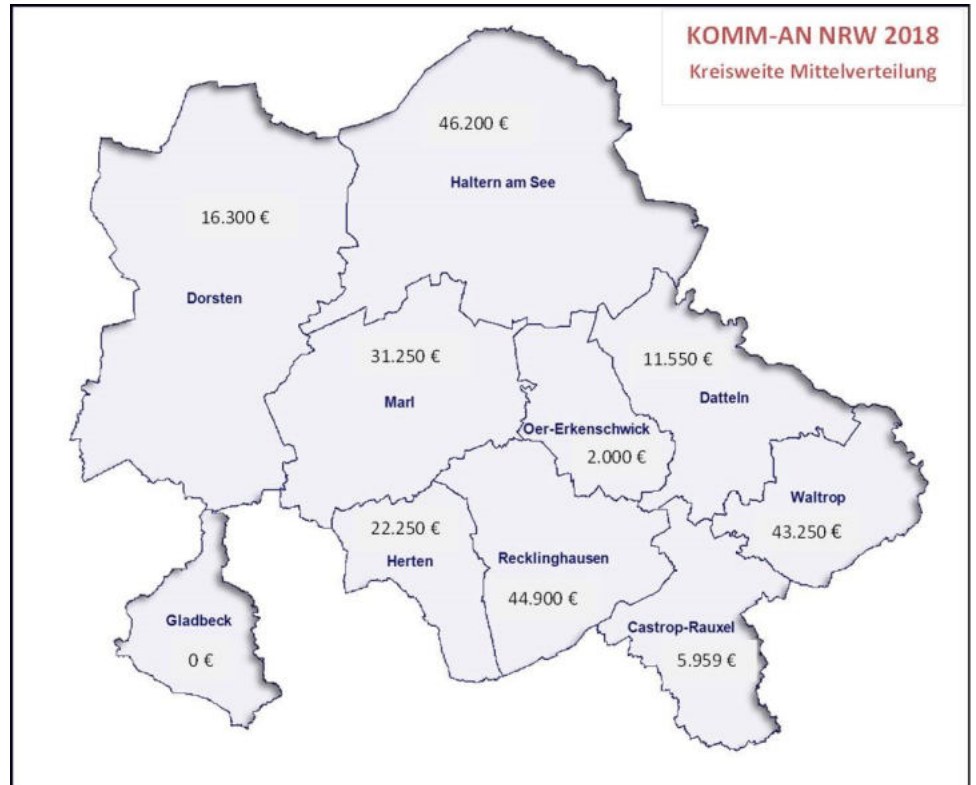 KOMM-AN NRW 2018
Kreisweite Mittelverteilung
46.200 €
Haltern am See
16.300 €
Dorsten
31.250 €
Marl
11.550 €
Datteln
Oer-Erkenschwick
2.000 €
Waltrop
43.250 €
22.250 €
Herten
Recklinghausen
44.900 €
Gladbeck
0 €
Castrop-Rauxel
5.959 €